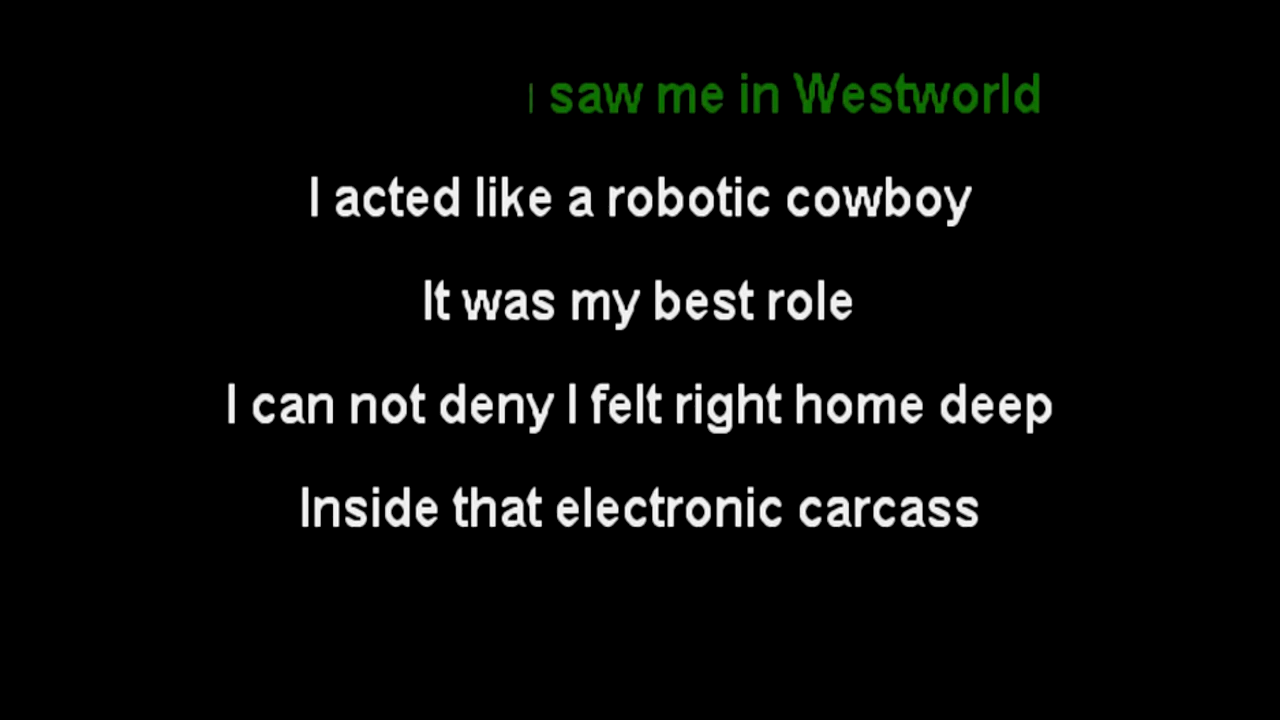 saw me in Westworld
I acted like a robotic cowboy
It was my best role
I can not deny I felt right home deep
Inside that electronic carcass